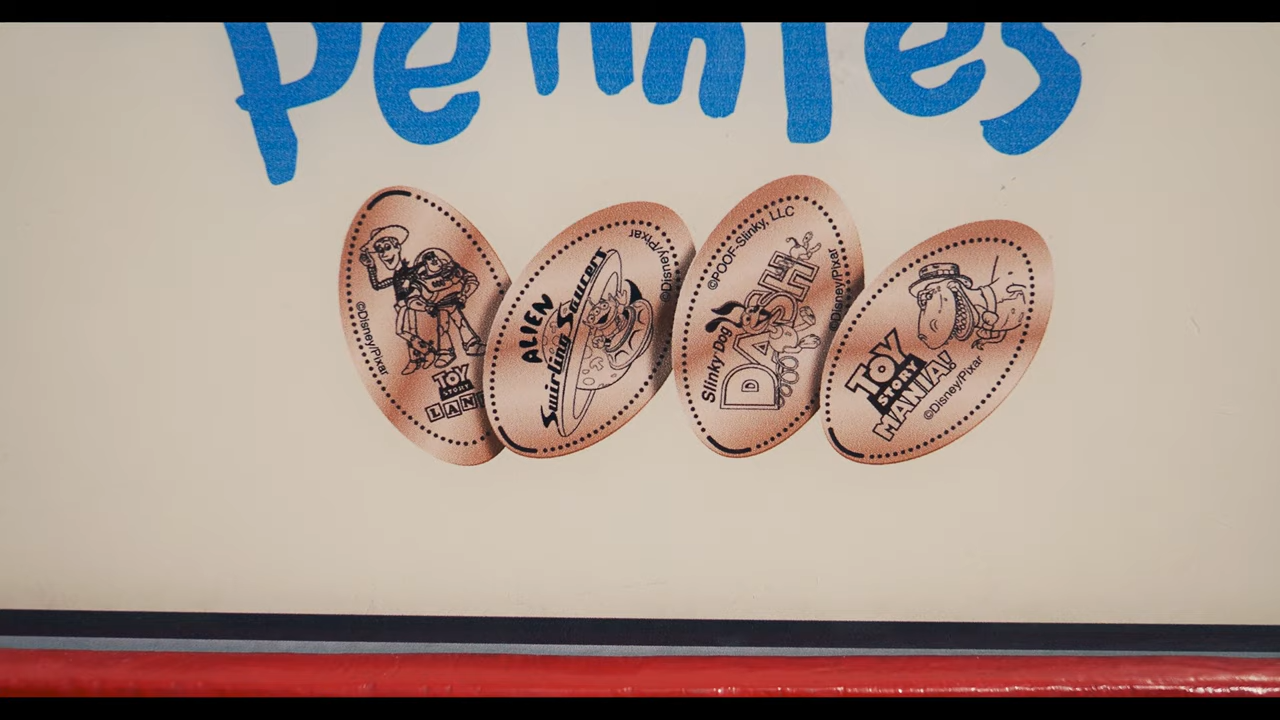 Pennies
©Disney/Pixar
TOY
STORY
LAND
ALIEN
Swirling Saucers
©Disney/Pixar
©POOF-Slinky, LLC
Slinky Dog
DASH
©Disney/Pixar
TOY
STORY
MANIA!
©Disney/Pixar